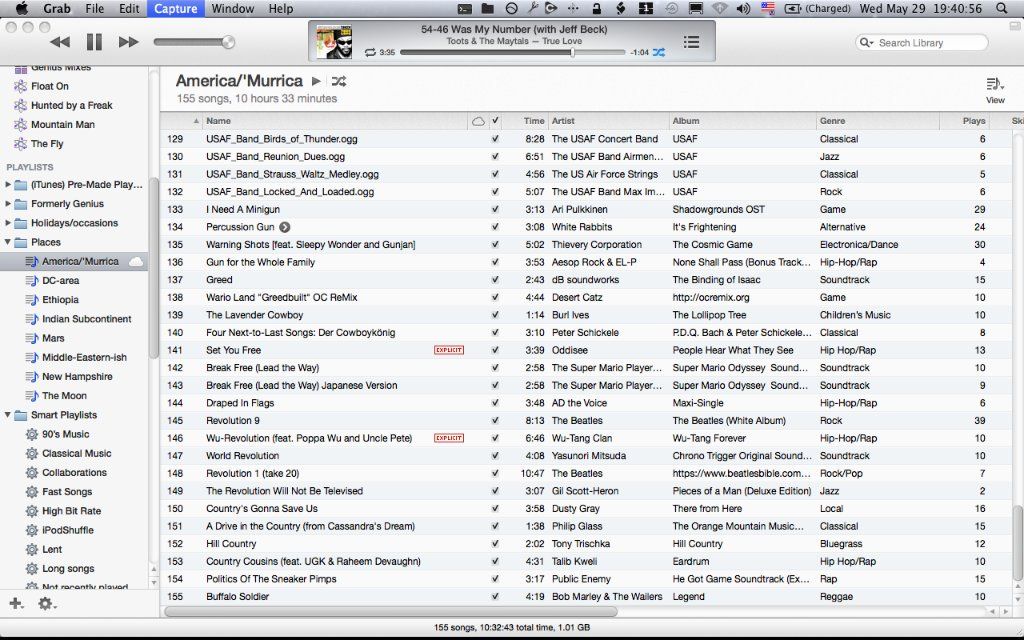 Grab File Edit Capture Window Help (Charged) Wed May 29 19:40:56
54-46 Was My Number (with Jeff Beck)
Toots & The Maytals — True Love
3:35 -1:04
Search Library
Genius Mixes
Float On
Hunted by a Freak
Mountain Man
The Fly
PLAYLISTS
(iTunes) Pre-Made Play...
Formerly Genius
Holidays/occasions
Places
America/'Murrica
DC-area
Ethiopia
Indian Subcontinent
Mars
Middle-Eastern-ish
New Hampshire
The Moon
Smart Playlists
90's Music
Classical Music
Collaborations
Fast Songs
High Bit Rate
iPodShuffle
Lent
Long songs
Not recently played
America/'Murrica
155 songs, 10 hours 33 minutes
View
Name Time Artist Album Genre Plays Ski
129 USAF_Band_Birds_of_Thunder.ogg 8:28 The USAF Concert Band USAF Classical 6
130 USAF_Band_Reunion_Dues.ogg 6:51 The USAF Band Airmen... USAF Jazz 6
131 USAF_Band_Strauss_Waltz_Medley.ogg 4:56 The US Air Force Strings USAF Classical 5
132 USAF_Band_Locked_And_Loaded.ogg 5:07 The USAF Band Max Im... USAF Rock 6
133 I Need A Minigun 3:13 Ari Pulkkinen Shadowgrounds OST Game 29
134 Percussion Gun 3:08 White Rabbits It's Frightening Alternative 24
135 Warning Shots [feat. Sleepy Wonder and Gunjan] 5:02 Thievery Corporation The Cosmic Game Electronica/Dance 30
136 Gun for the Whole Family 3:53 Aesop Rock & EL-P None Shall Pass (Bonus Track... Hip-Hop/Rap 4
137 Greed 2:43 dB soundworks The Binding of Isaac Soundtrack 15
138 Wario Land "Greedbuilt" OC ReMix 4:44 Desert Catz http://ocremix.org Game 10
139 The Lavender Cowboy 1:14 Burl Ives The Lollipop Tree Children's Music 10
140 Four Next-to-Last Songs: Der Cowboykönig 3:10 Peter Schickele P.D.Q. Bach & Peter Schickele... Classical 8
141 Set You Free EXPLICIT 3:39 Oddisee People Hear What They See Hip Hop/Rap 13
142 Break Free (Lead the Way) 2:58 The Super Mario Player... Super Mario Odyssey Soun... Soundtrack 10
143 Break Free (Lead the Way) Japanese Version 2:58 The Super Mario Player... Super Mario Odyssey Soun... Soundtrack 9
144 Draped In Flags 3:48 AD the Voice Maxi-Single Hip-Hop/Rap 6
145 Revolution 9 8:13 The Beatles The Beatles (White Album) Rock 39
146 Wu-Revolution (feat. Poppa Wu and Uncle Pete) EXPLICIT 6:46 Wu-Tang Clan Wu-Tang Forever Hip-Hop/Rap 10
147 World Revolution 4:08 Yasunori Mitsuda Chrono Trigger Original Sound... Soundtrack 10
148 Revolution 1 (take 20) 10:47 The Beatles https://www.beatlesbible.com... Rock/Pop 7
149 The Revolution Will Not Be Televised 3:07 Gil Scott-Heron Pieces of a Man (Deluxe Edition) Jazz 2
150 Country's Gonna Save Us 3:58 Dusty Gray There from Here Local 16
151 A Drive in the Country (from Cassandra's Dream) 1:38 Philip Glass The Orange Mountain Music... Classical 15
152 Hill Country 2:02 Tony Trischka Hill Country Bluegrass 12
153 Country Cousins (feat. UGK & Raheem Devaughn) 4:31 Talib Kweli Eardrum Hip Hop/Rap 10
154 Politics Of The Sneaker Pimps 3:17 Public Enemy He Got Game Soundtrack (Ex... Rap 15
155 Buffalo Soldier 4:19 Bob Marley & The Wailers Legend Reggae 10
155 songs, 10:32:43 total time, 1.01 GB